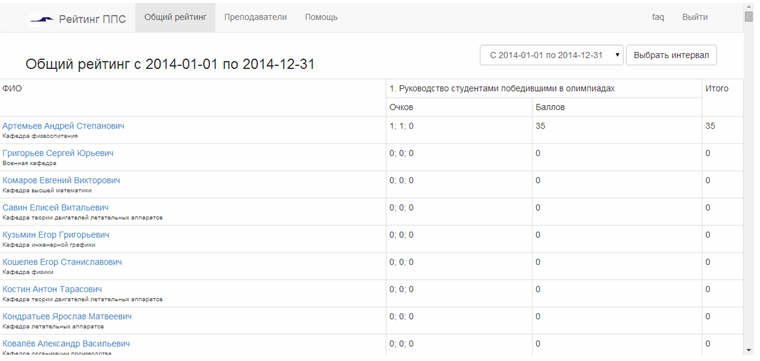 Рейтинг ППС Общий рейтинг Преподаватели Помощь faq Выйти
Общий рейтинг с 2014-01-01 по 2014-12-31 С 2014-01-01 по 2014-12-31 Выбрать интервал
ФИО 1. Руководство студентами победившими в олимпиадах Итого
Очков Баллов
Артемьев Андрей Степанович 1; 1; 0 35 35
Кафедра физвоспитания
Григорьев Сергей Юрьевич 0; 0; 0 0 0
Военная кафедра
Комаров Евгений Викторович 0; 0; 0 0 0
Кафедра высшей математики
Савин Елисей Витальевич 0; 0; 0 0 0
Кафедра теории двигателей летательных аппаратов
Кузьмин Егор Григорьевич 0; 0; 0 0 0
Кафедра инженерной графики
Кошелев Егор Станиславович 0; 0; 0 0 0
Кафедра физики
Костин Антон Тарасович 0; 0; 0 0 0
Кафедра теории двигателей летательных аппаратов
Кондратьев Ярослав Матвеевич 0; 0; 0 0 0
Кафедра летательных аппаратов
Ковалёв Александр Васильевич 0; 0; 0 0 0
Кафедра организации производства